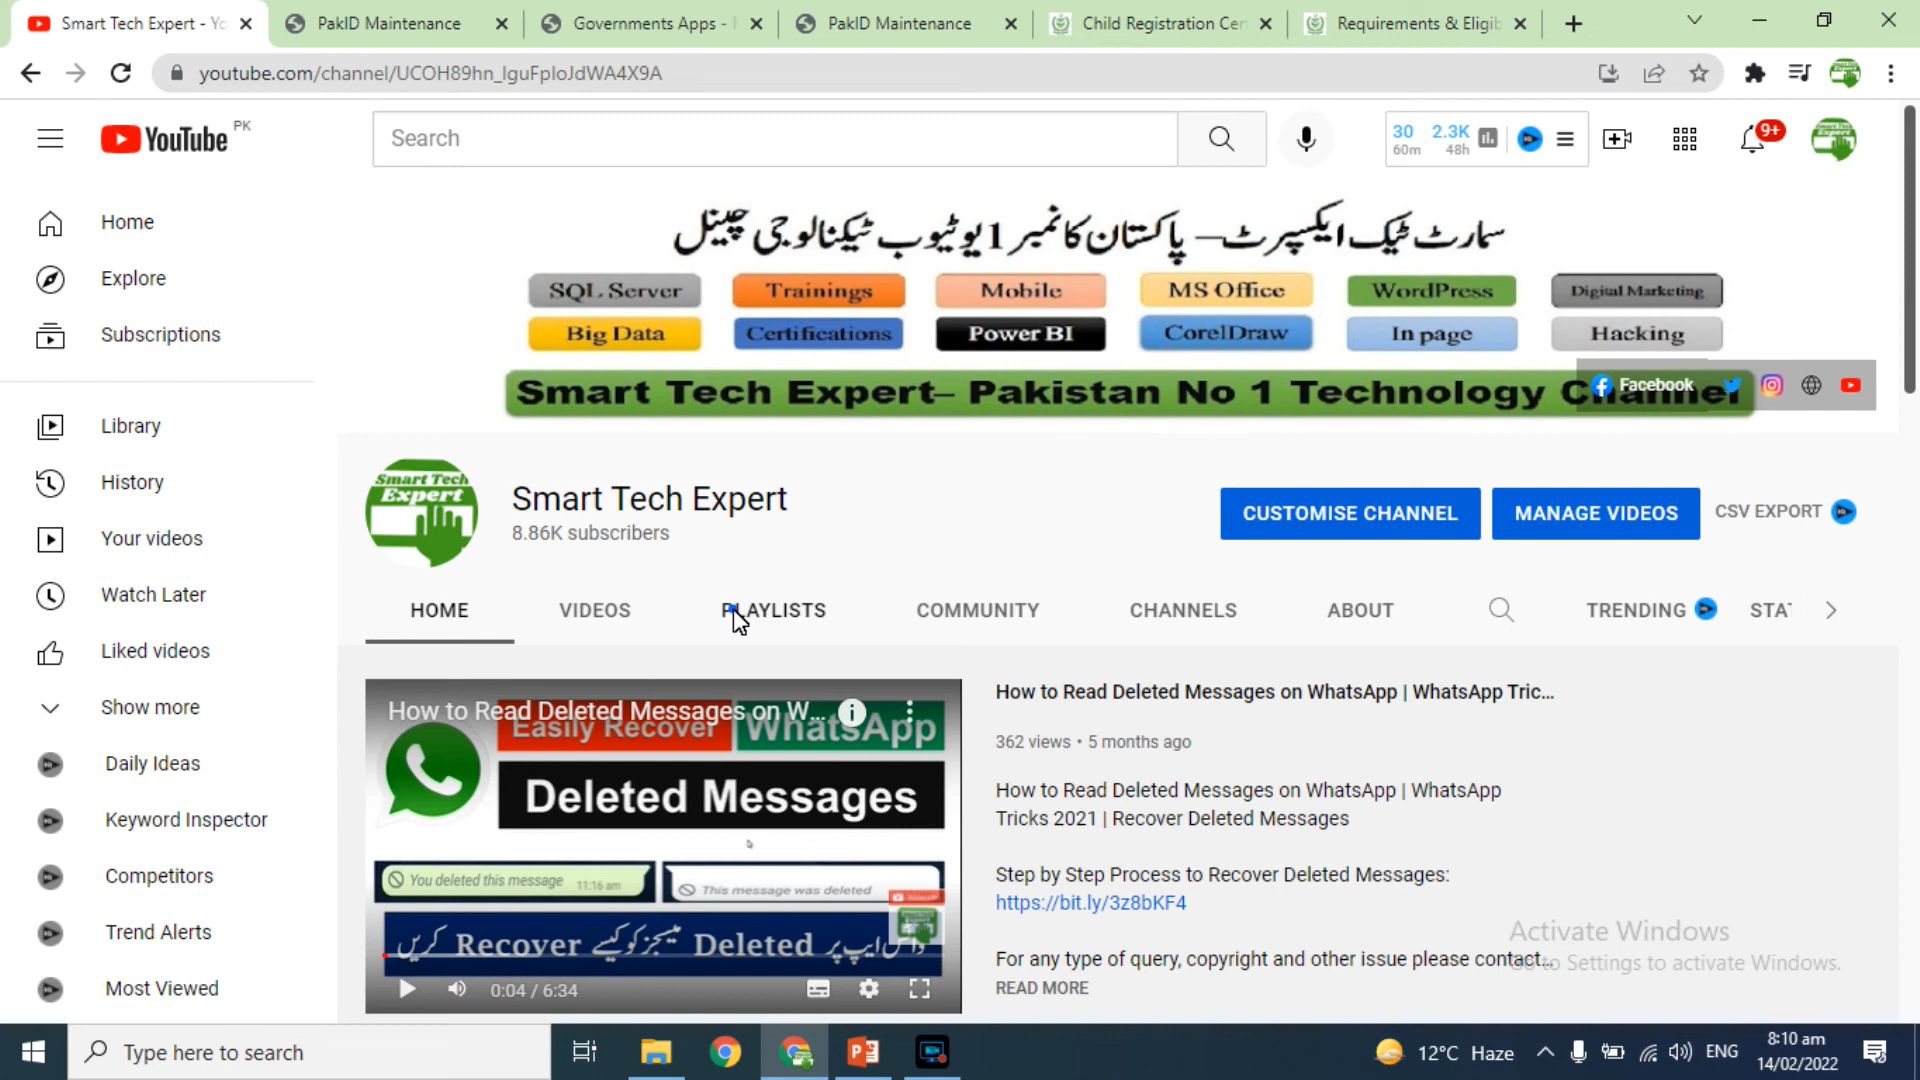 Smart Tech Expert - Yo
PakID Maintenance
Governments Apps -
PakID Maintenance
Child Registration Cer
Requirements & Eligib
youtube.com/channel/UCOH89hn_lguFploJdWA4X9A
YouTube PK
Search
30 2.3K
60m 48h
9+
Home
Explore
Subscriptions
Library
History
Your videos
Watch Later
Liked videos
Show more
Daily Ideas
Keyword Inspector
Competitors
Trend Alerts
Most Viewed
سمارٹ ٹیک ایکسپرٹ – پاکستان کا نمبر 1 یو ٹیوب ٹیکنالوجی چینل
SQL Server Trainings Mobile MS Office WordPress Digital Marketing
Big Data Certifications Power BI CorelDraw In page Hacking
Smart Tech Expert– Pakistan No 1 Technology Channel
Facebook
Smart Tech
Expert
Smart Tech Expert
8.86K subscribers
CUSTOMISE CHANNEL
MANAGE VIDEOS
CSV EXPORT
HOME VIDEOS PLAYLISTS COMMUNITY CHANNELS ABOUT TRENDING STAT
How to Read Deleted Messages on W...
Easily Recover WhatsApp
Deleted Messages
You deleted this message 11:16 am
This message was deleted
واٹس ایپ پر Deleted میسجز کو کیسے Recover کریں
0:04 / 6:34
How to Read Deleted Messages on WhatsApp | WhatsApp Tric...
362 views • 5 months ago
How to Read Deleted Messages on WhatsApp | WhatsApp
Tricks 2021 | Recover Deleted Messages
Step by Step Process to Recover Deleted Messages:
https://bit.ly/3z8bKF4
For any type of query, copyright and other issue please contact...
READ MORE
Activate Windows
Go to Settings to activate Windows.
Type here to search
12°C Haze
ENG
8:10 am
14/02/2022